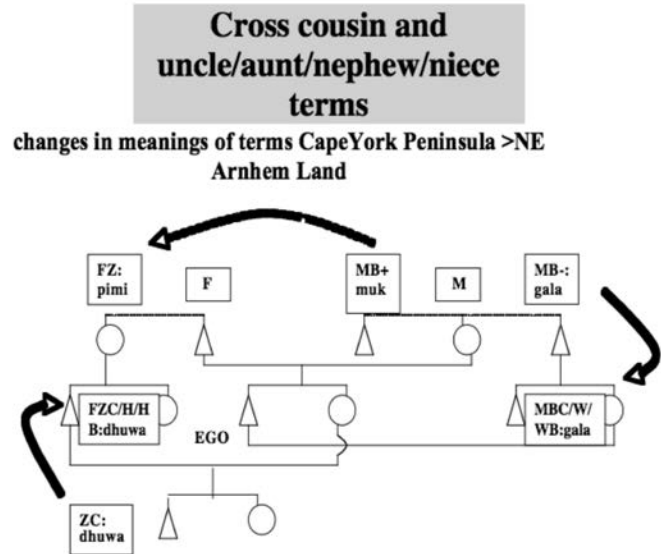 Cross cousin and
uncle/aunt/nephew/niece
terms
changes in meanings of terms CapeYork Peninsula >NE
Arnhem Land
FZ:
pimi
F
MB+
muk
M
MB-:
gala
FZC/H/H
B:dhuwa
EGO
MBC/W/
WB:gala
ZC:
dhuwa